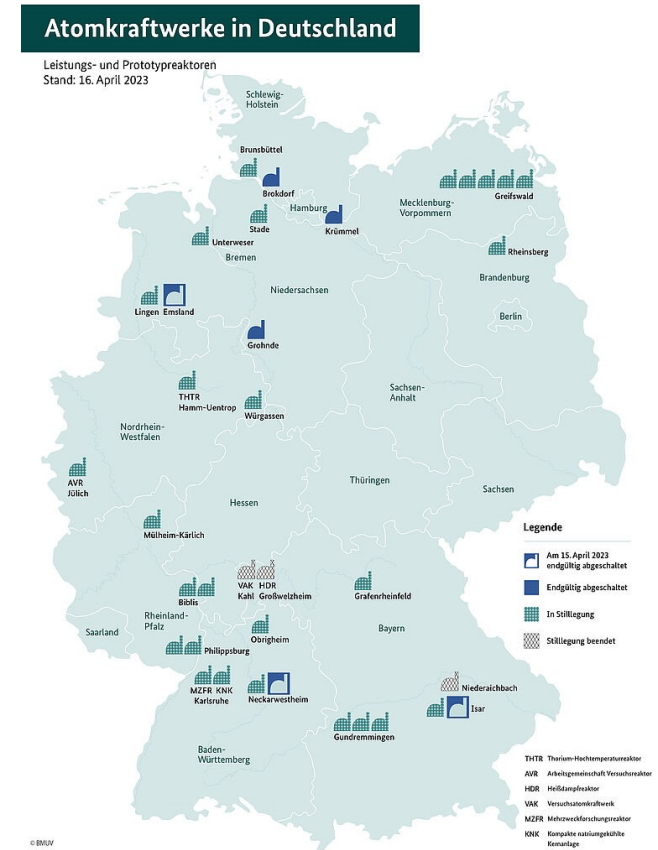 Atomkraftwerke in Deutschland
Leistungs- und Prototypreaktoren
Stand: 16. April 2023
Schleswig-
Holstein
Brunsbüttel
Brokdorf
Hamburg
Mecklenburg-
Vorpommern
Greifswald
Stade
Krümmel
Unterweser
Bremen
Rheinsberg
Brandenburg
Niedersachsen
Lingen Emsland
Berlin
Grohnde
THTR
Hamm-Uentrop
Würgassen
Sachsen-
Anhalt
Nordrhein-
Westfalen
AVR
Jülich
Thüringen
Sachsen
Hessen
Mülheim-Kärlich
Legende
Am 15. April 2023
endgültig abgeschaltet
Endgültig abgeschaltet
In Stilllegung
Stilllegung beendet
VAK HDR
Kahl Großwelzheim
Biblis
Grafenrheinfeld
Rheinland-
Pfalz
Saarland
Obrigheim
Bayern
Philippsburg
MZFR KNK
Karlsruhe
Neckarwestheim
Niederaichbach
Isar
Gundremmingen
Baden-
Württemberg
THTR Thorium-Hochtemperaturreaktor
AVR Arbeitsgemeinschaft Versuchsreaktor
HDR Heißdampfreaktor
VAK Versuchsatomkraftwerk
MZFR Mehrzweckforschungsreaktor
KNK Kompakte natriumgekühlte
Kernanlage
© BMUV